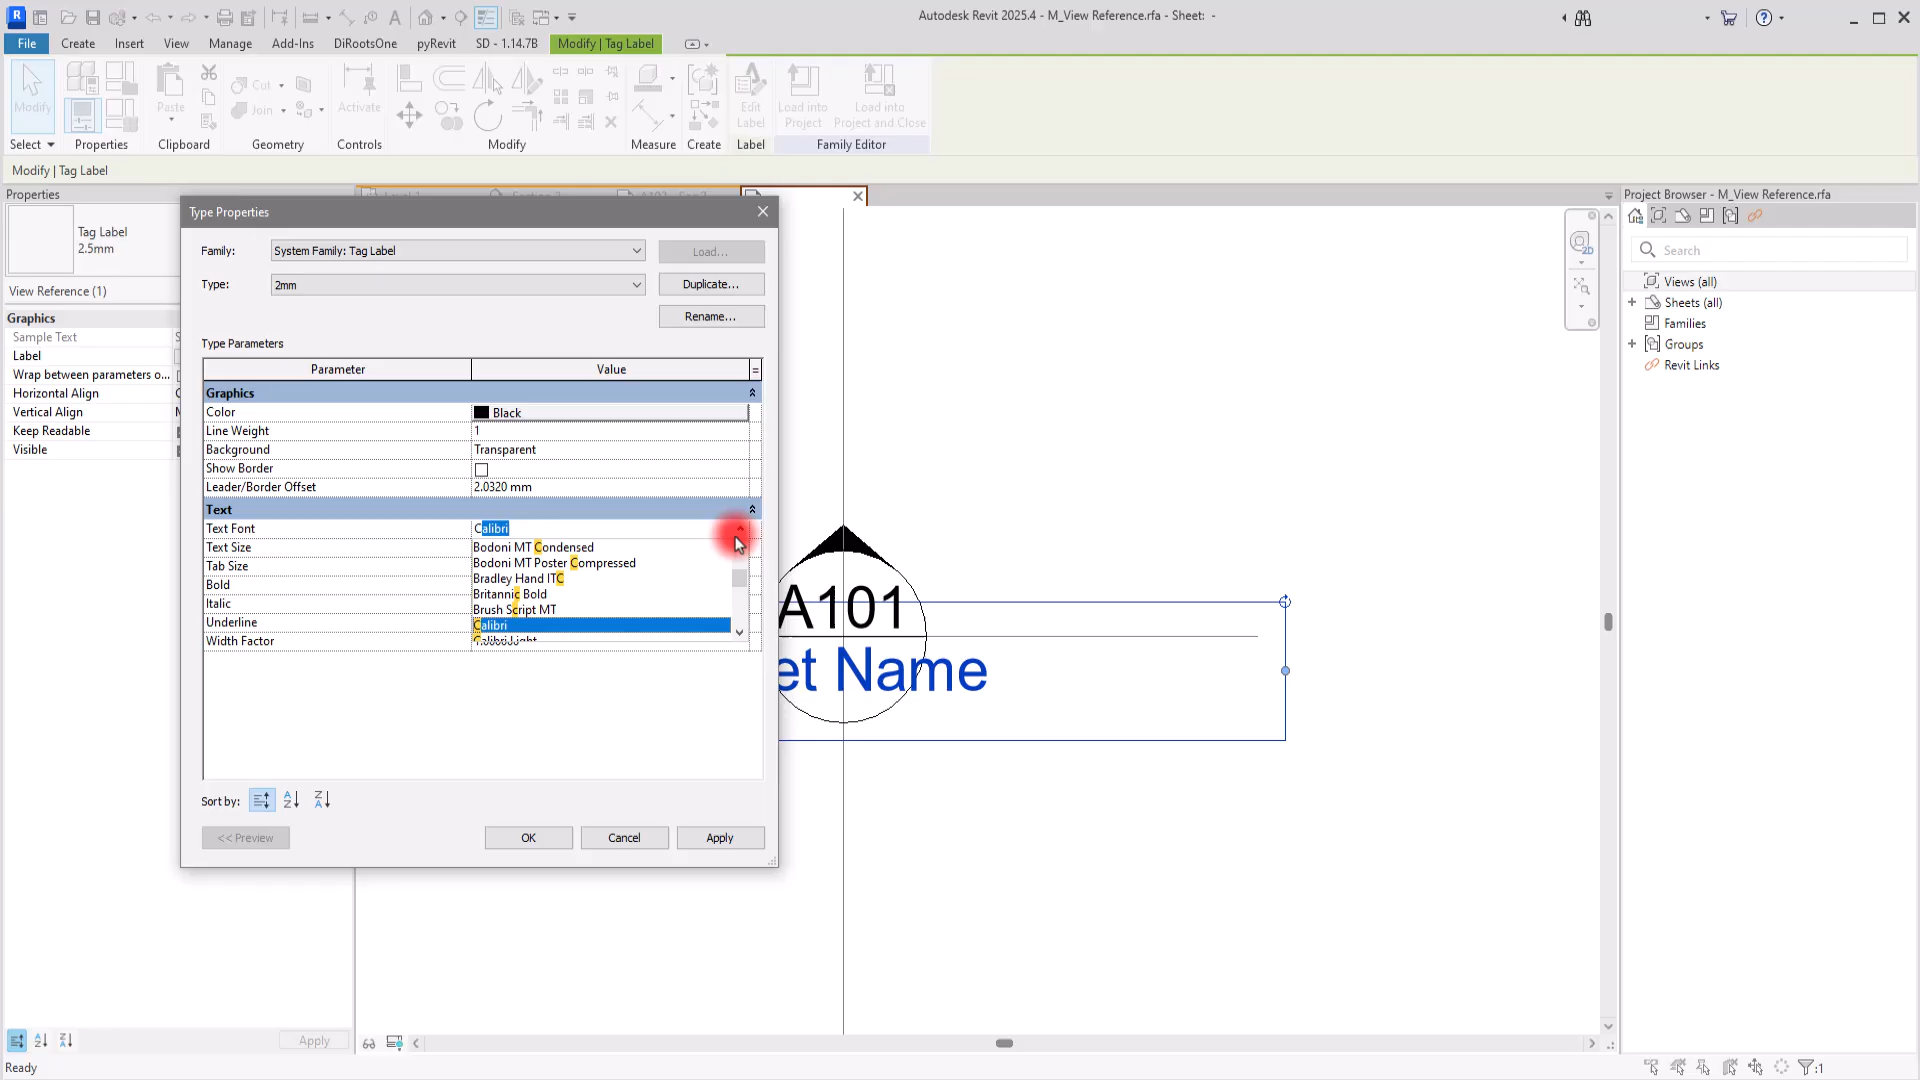 Autodesk Revit 2025.4 - M_View Reference.rfa - Sheet: -
File Create Insert View Manage Add-Ins DiRootsOne pyRevit SD - 1.14.7B Modify | Tag Label
Modify Paste Cut Join Activate Edit Label Load into Project Load into Project and Close
Select Properties Clipboard Geometry Controls Modify Measure Create Label Family Editor
Modify | Tag Label
Properties
Tag Label
2.5mm
View Reference (1)
Graphics
Sample Text
Label
Wrap between parameters o...
Horizontal Align
Vertical Align
Keep Readable
Visible
Apply
Ready
Type Properties
Family: System Family: Tag Label Load...
Type: 2mm Duplicate...
Rename...
Type Parameters
Parameter Value =
Graphics
Color Black
Line Weight 1
Background Transparent
Show Border
Leader/Border Offset 2.0320 mm
Text
Text Font Calibri
Text Size
Tab Size
Bold
Italic
Underline
Width Factor
Bodoni MT Condensed
Bodoni MT Poster Compressed
Bradley Hand ITC
Britannic Bold
Brush Script MT
Calibri
Calibri Light
Sort by:
<< Preview OK Cancel Apply
A101
et Name
2D
Project Browser - M_View Reference.rfa
Search
Views (all)
Sheets (all)
Families
Groups
Revit Links
:1